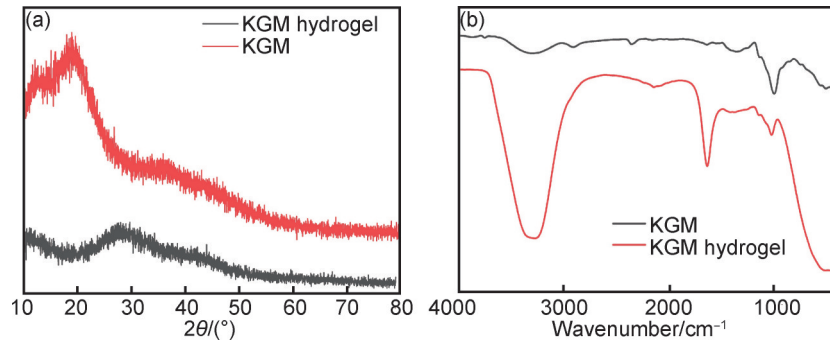 (a)
KGM hydrogel
KGM
10 20 30 40 50 60 70 80
2θ/(°)
(b)
KGM
KGM hydrogel
4000 3000 2000 1000
Wavenumber/cm⁻¹